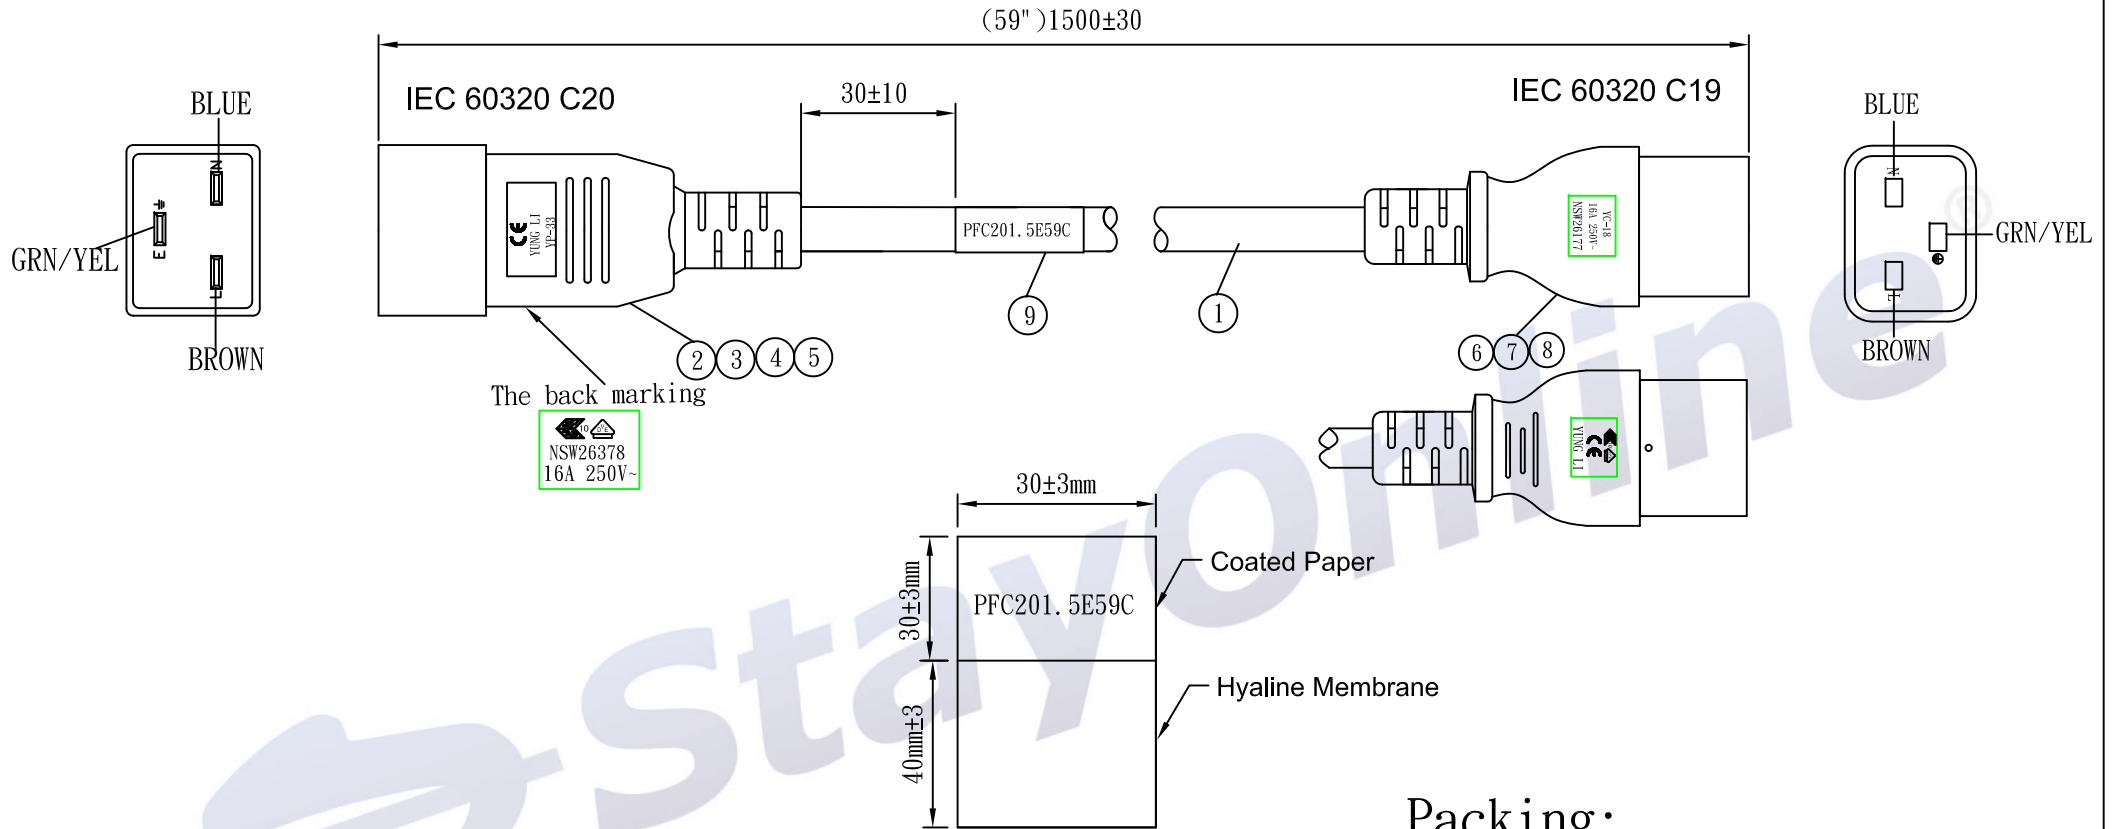 (59")1500±30
IEC 60320 C20
30±10
IEC 60320 C19
BLUE
N
E
L
GRN/YEL
BROWN
CE
YUNG LI
YP-33
PFC201.5E59C
YC-18
16A 250V~
NSW26177
BLUE
N
GRN/YEL
L
BROWN
®
9
1
2 3 4 5
6 7 8
The back marking
10
NSW26378
16A 250V~
CE
YUNG LI
30±3mm
30±3mm
PFC201.5E59C
Coated Paper
40mm±3
Hyaline Membrane
StayOnline
Packing: